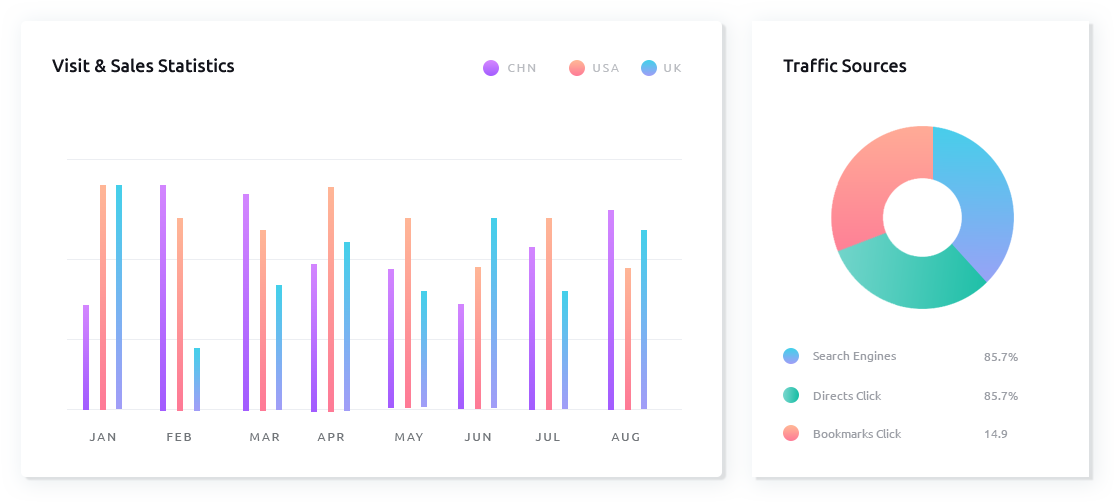 Visit & Sales Statistics
CHN USA UK
JAN FEB MAR APR MAY JUN JUL AUG
Traffic Sources
Search Engines 85.7%
Directs Click 85.7%
Bookmarks Click 14.9